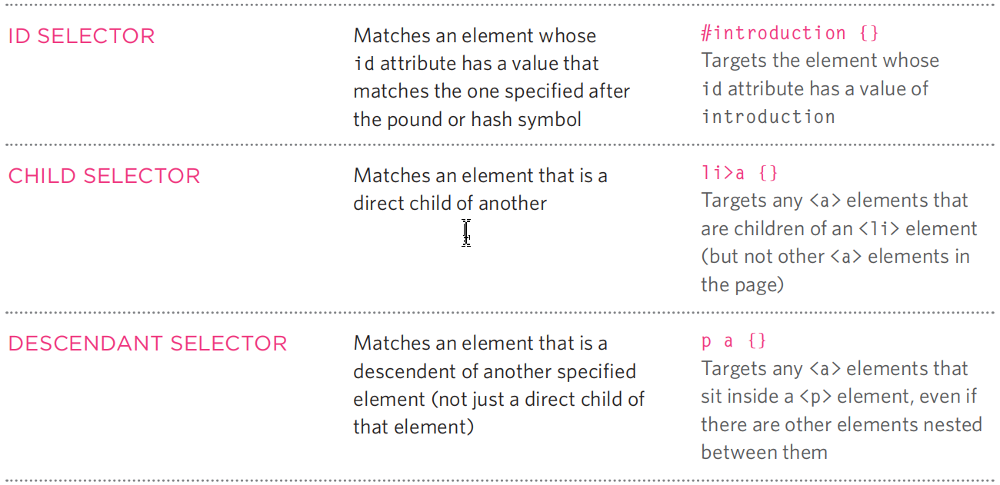 ID SELECTOR
Matches an element whose
id attribute has a value that
matches the one specified after
the pound or hash symbol
#introduction {}
Targets the element whose
id attribute has a value of
introduction
CHILD SELECTOR
Matches an element that is a
direct child of another
li>a {}
Targets any <a> elements that
are children of an <li> element
(but not other <a> elements in
the page)
DESCENDANT SELECTOR
Matches an element that is a
descendent of another specified
element (not just a direct child of
that element)
p a {}
Targets any <a> elements that
sit inside a <p> element, even if
there are other elements nested
between them